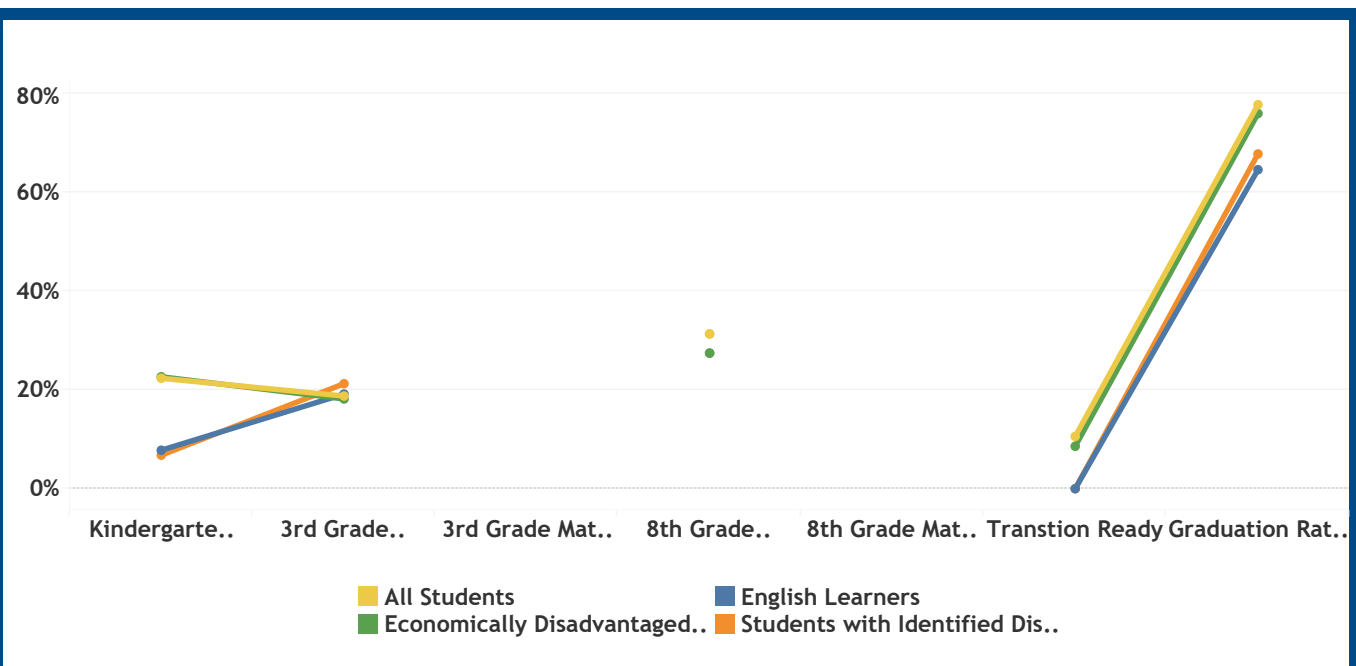 80%
60%
40%
20%
0%
Kindergarte.. 3rd Grade.. 3rd Grade Mat.. 8th Grade.. 8th Grade Mat.. Transtion Ready Graduation Rat..
All Students English Learners
Economically Disadvantaged.. Students with Identified Dis..